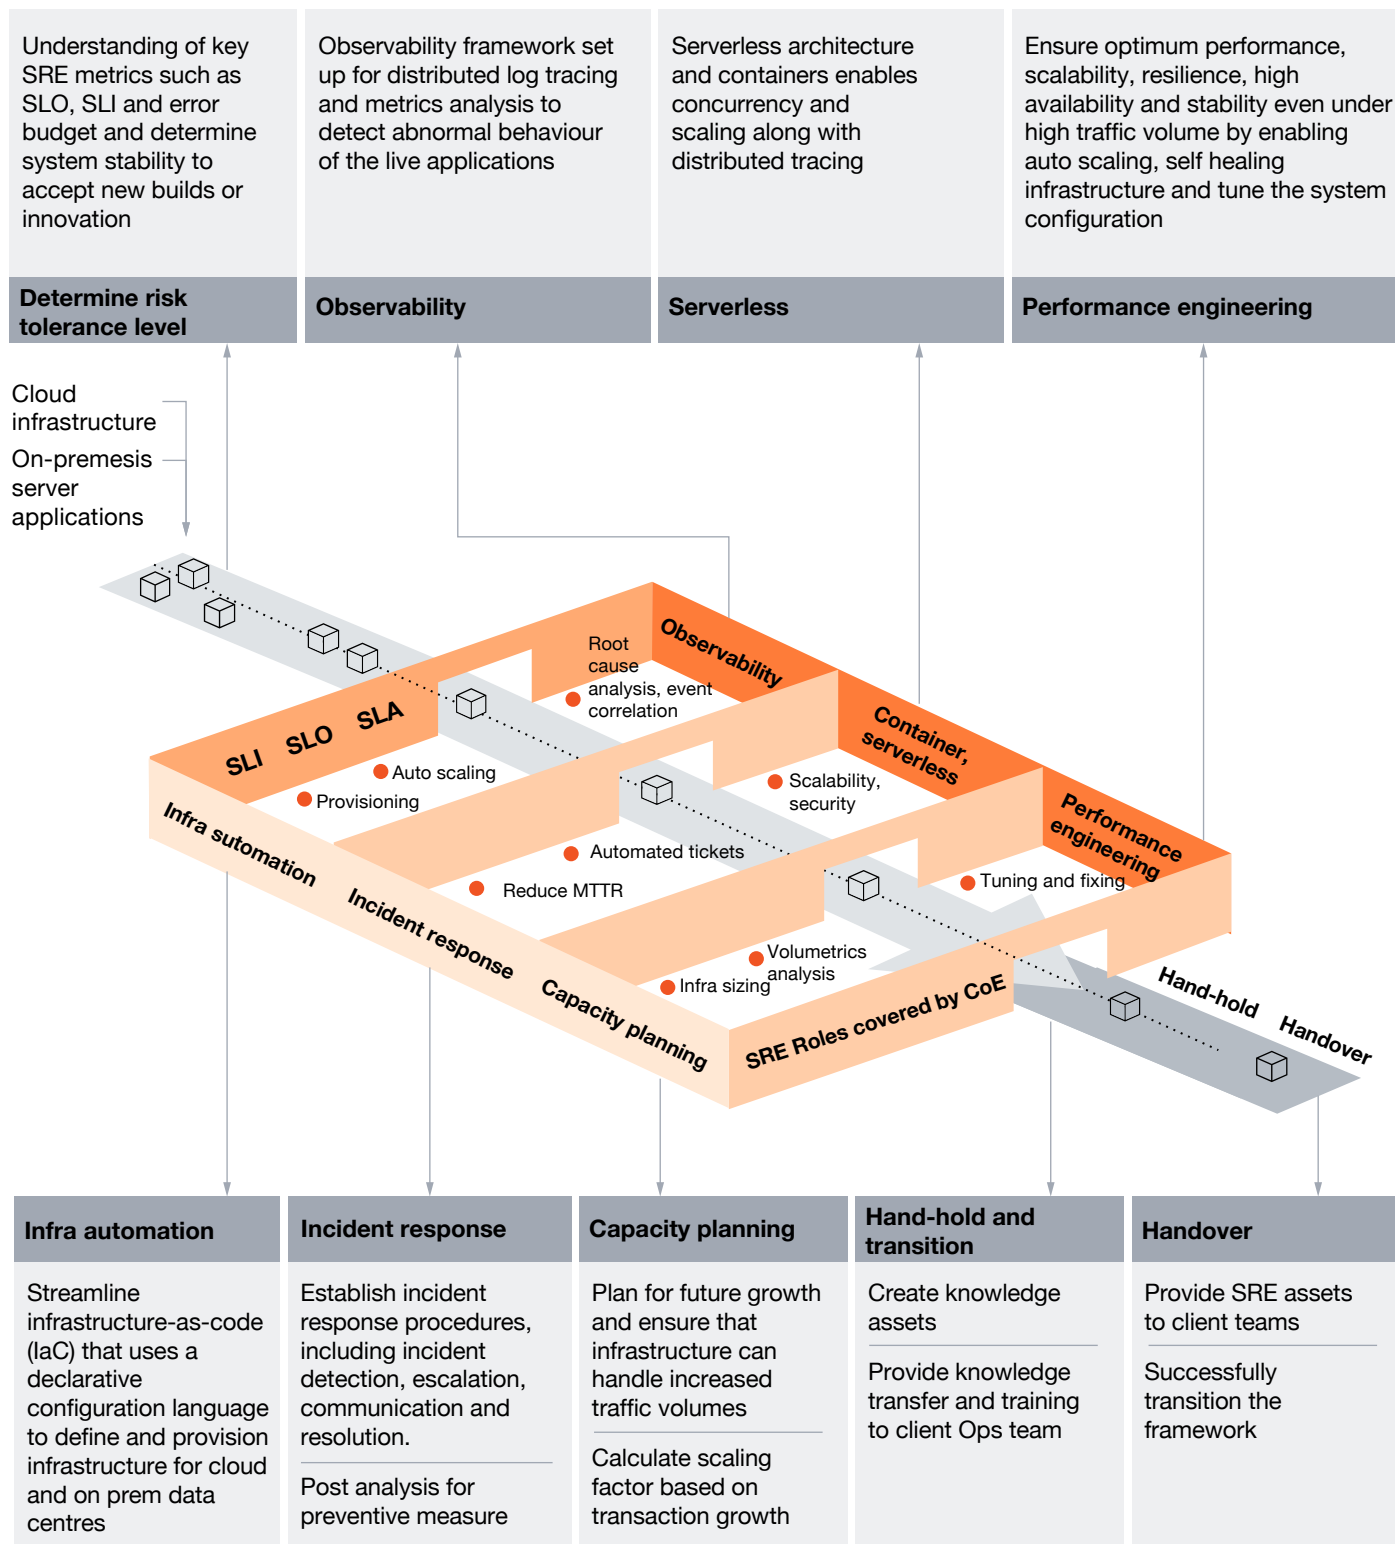 Understanding of key
SRE metrics such as
SLO, SLI and error
budget and determine
system stability to
accept new builds or
innovation
Determine risk
tolerance level
Observability framework set
up for distributed log tracing
and metrics analysis to
detect abnormal behaviour
of the live applications
Observability
Serverless architecture
and containers enables
concurrency and
scaling along with
distributed tracing
Serverless
Ensure optimum performance,
scalability, resilience, high
availability and stability even under
high traffic volume by enabling
auto scaling, self healing
infrastructure and tune the system
configuration
Performance engineering
Cloud
infrastructure
On-premesis
server
applications
SLI SLO SLA
Observability
Container,
serverless
Performance
engineering
Root
cause
analysis, event
correlation
Auto scaling
Provisioning
Scalability,
security
Automated tickets
Reduce MTTR
Tuning and fixing
Volumetrics
analysis
Infra sizing
Infra sutomation
Incident response
Capacity planning
SRE Roles covered by CoE
Hand-hold
Handover
Infra automation
Streamline
infrastructure-as-code
(IaC) that uses a
declarative
configuration language
to define and provision
infrastructure for cloud
and on prem data
centres
Incident response
Establish incident
response procedures,
including incident
detection, escalation,
communication and
resolution.
Post analysis for
preventive measure
Capacity planning
Plan for future growth
and ensure that
infrastructure can
handle increased
traffic volumes
Calculate scaling
factor based on
transaction growth
Hand-hold and
transition
Create knowledge
assets
Provide knowledge
transfer and training
to client Ops team
Handover
Provide SRE assets
to client teams
Successfully
transition the
framework